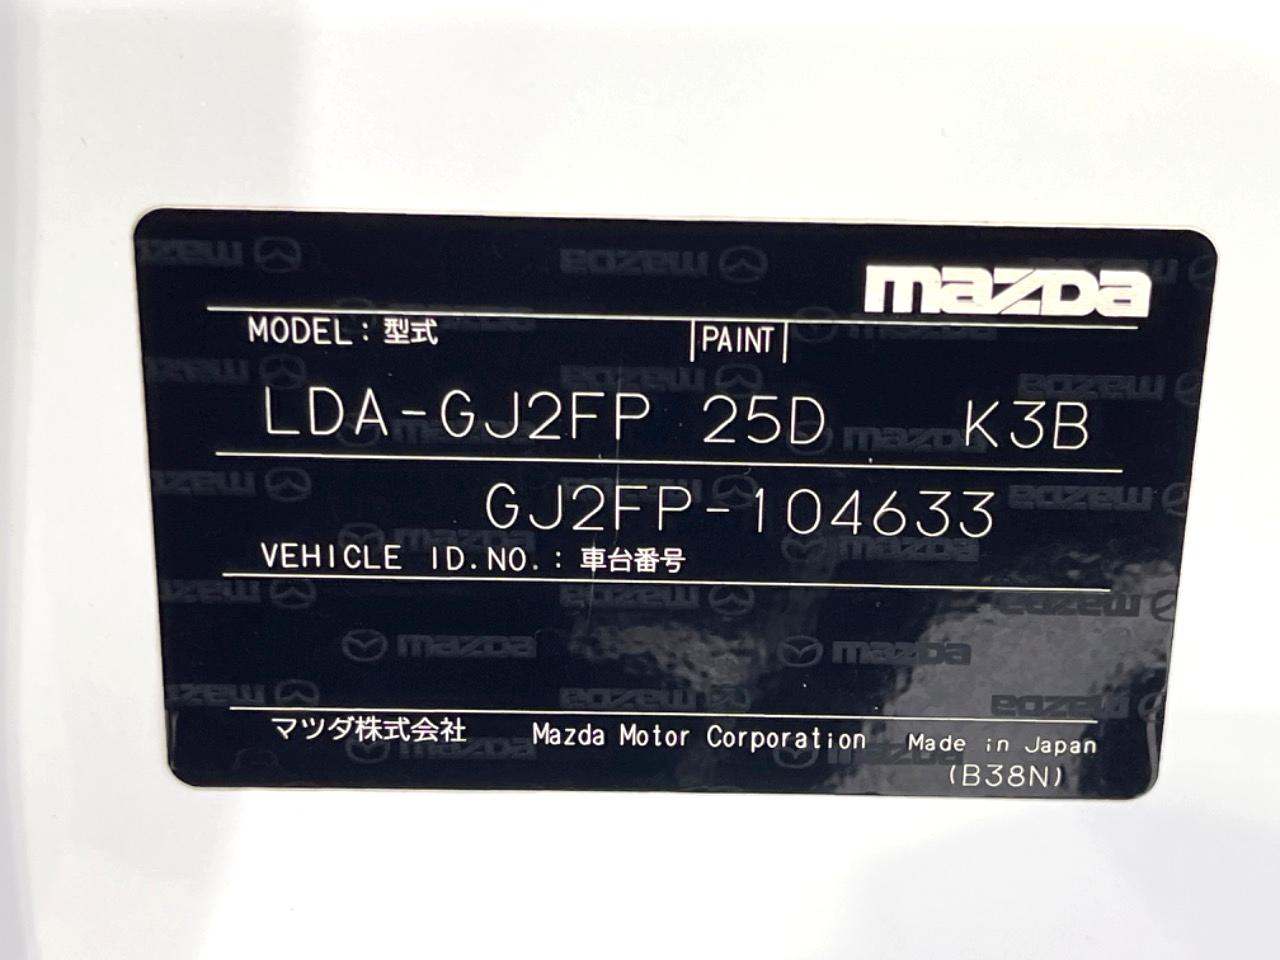 mazda
MODEL: 型式 PAINT
LDA-GJ2FP 25D K3B
GJ2FP-104633
VEHICLE ID.NO.: 車台番号
マツダ株式会社 Mazda Motor Corporation Made in Japan
(B38N)